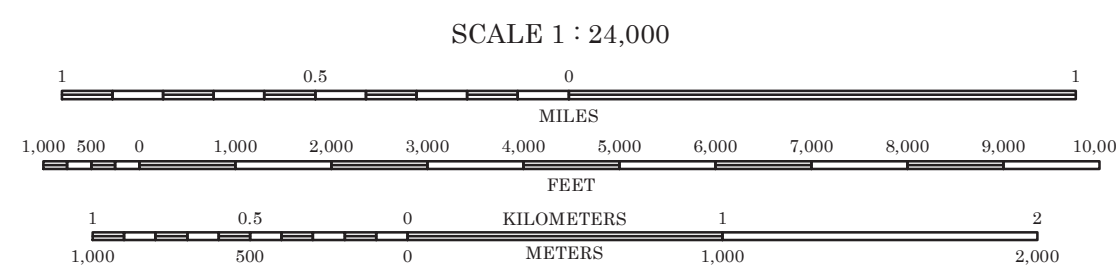 SCALE 1 : 24,000
1 0.5 0 1
MILES
1,000 500 0 1,000 2,000 3,000 4,000 5,000 6,000 7,000 8,000 9,000 10,00
FEET
1 0.5 0 KILOMETERS 1 2
1,000 500 0 METERS 1,000 2,000